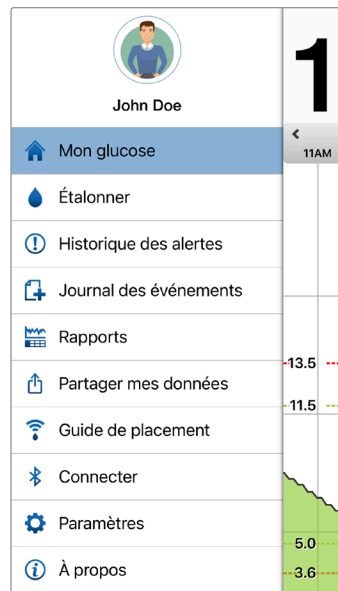 John Doe
1
11AM
Mon glucose
Étalonner
Historique des alertes
Journal des événements
Rapports
13.5
Partager mes données
11.5
Guide de placement
Connecter
Paramètres
5.0
À propos
3.6